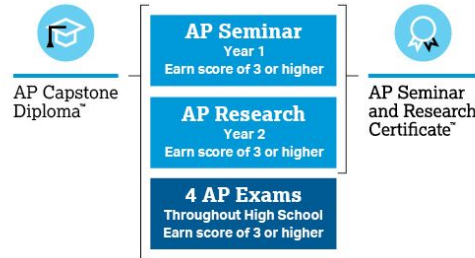 AP Capstone
Diploma™
AP Seminar
Year 1
Earn score of 3 or higher
AP Research
Year 2
Earn score of 3 or higher
4 AP Exams
Throughout High School
Earn score of 3 or higher
AP Seminar
and Research
Certificate™